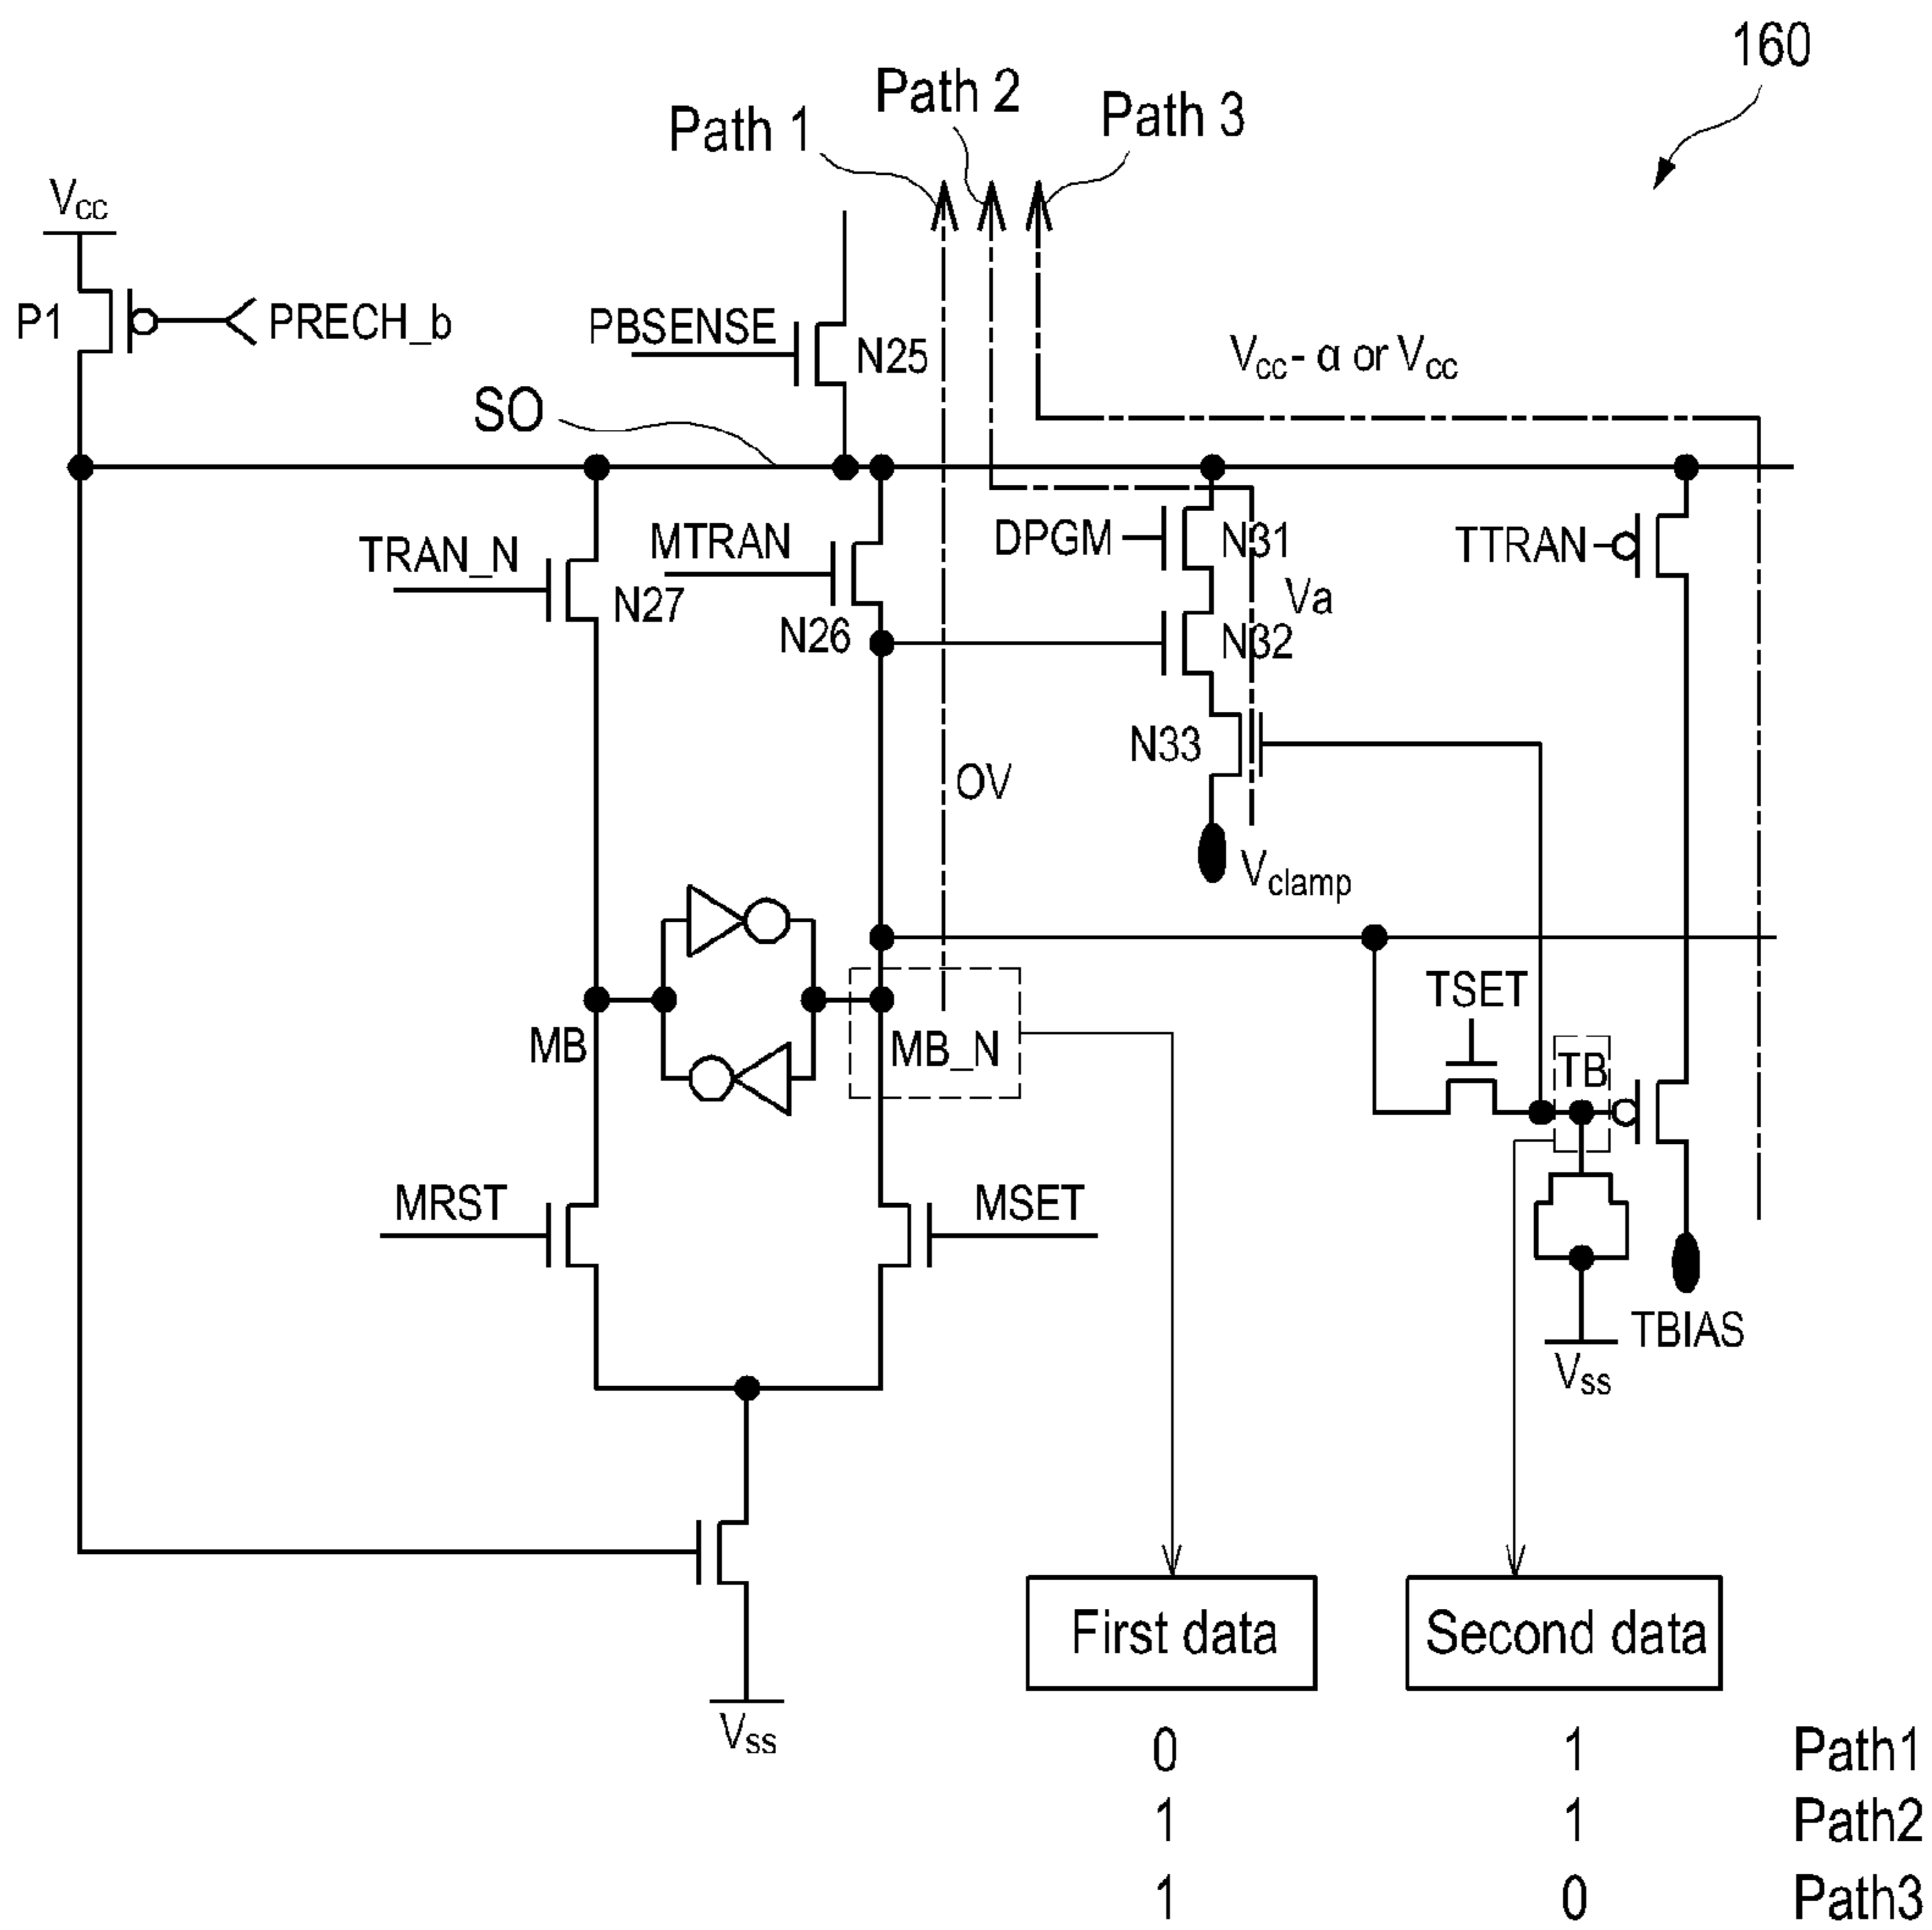 160
Path 1
Path 2
Path 3
VCC
P1
PRECH_b
PBSENSE
N25
VCC- α or VCC
SO
TRAN_N
N27
MTRAN
N26
DPGM
N31
Va
N32
TTRAN
N33
OV
Vclamp
MB
MB_N
TSET
TB
MRST
MSET
TBIAS
VSS
VSS
First data
Second data
0 1 Path1
1 1 Path2
1 0 Path3